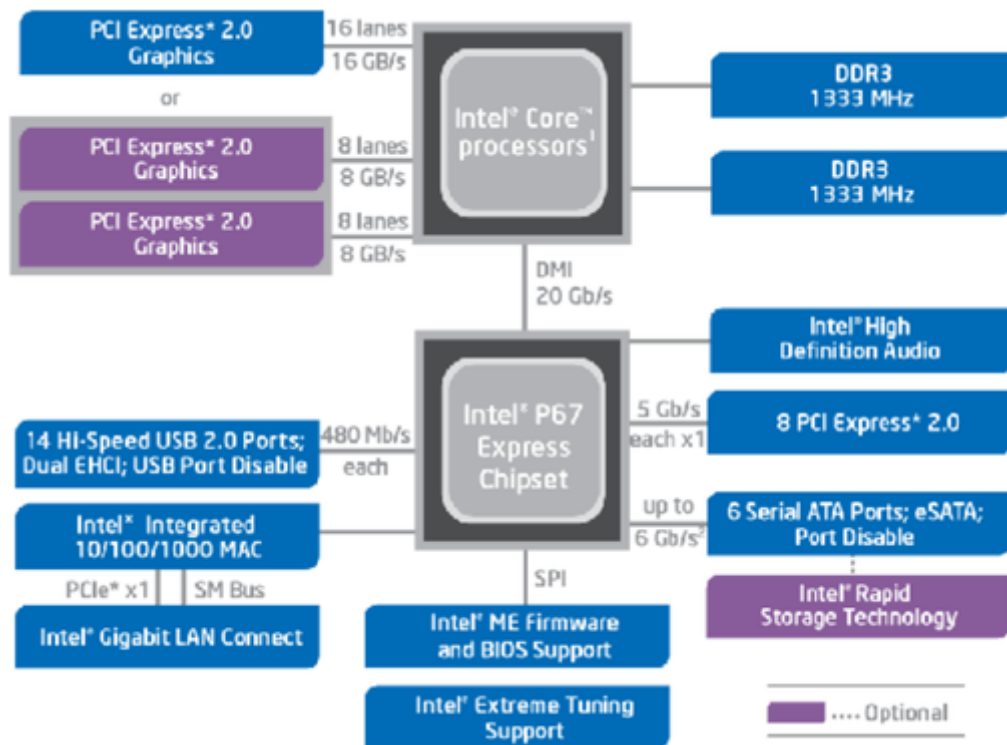 PCI Express* 2.0
Graphics
16 lanes
16 GB/s
or
PCI Express* 2.0
Graphics
8 lanes
8 GB/s
PCI Express* 2.0
Graphics
8 lanes
8 GB/s
Intel® Core™
processors¹
DDR3
1333 MHz
DDR3
1333 MHz
DMI
20 Gb/s
Intel® High
Definition Audio
Intel® P67
Express
Chipset
5 Gb/s
each x1
8 PCI Express* 2.0
14 Hi-Speed USB 2.0 Ports;
Dual EHCI; USB Port Disable
480 Mb/s
each
Intel® Integrated
10/100/1000 MAC
up to
6 Gb/s²
6 Serial ATA Ports; eSATA;
Port Disable
PCIe* x1
SM Bus
SPI
Intel® Rapid
Storage Technology
Intel® Gigabit LAN Connect
Intel® ME Firmware
and BIOS Support
Intel® Extreme Tuning
Support
.... Optional